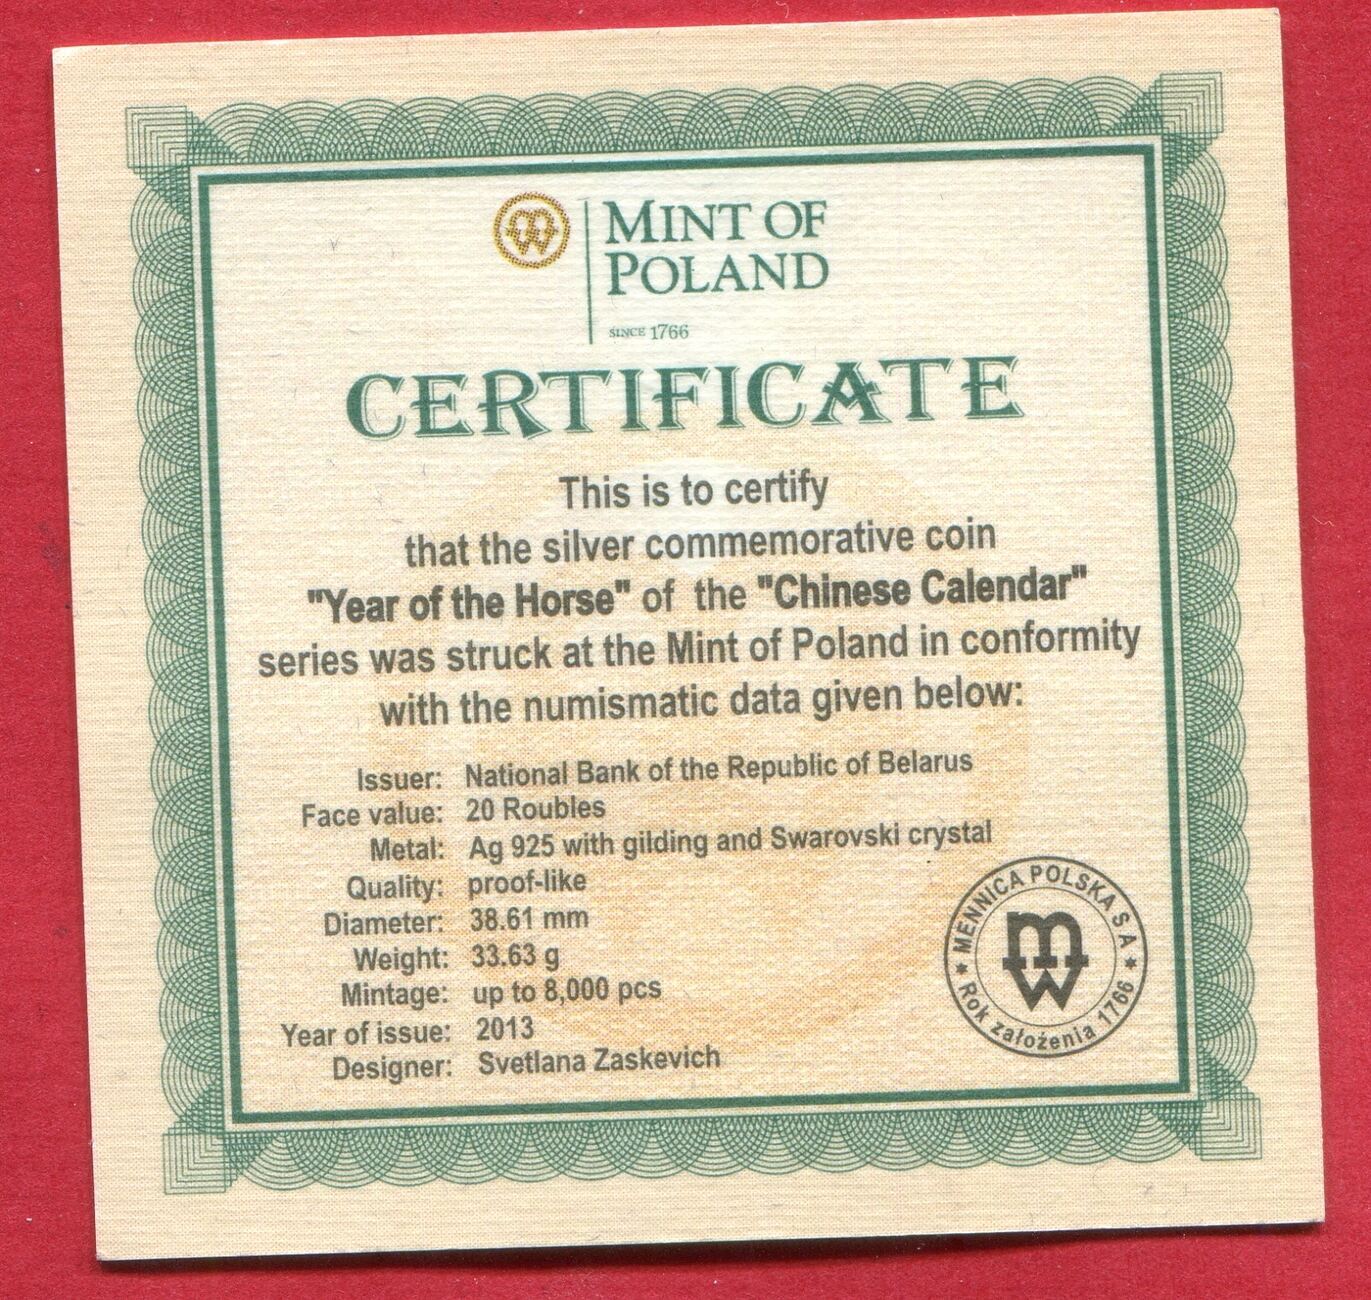 MINT OF
POLAND
SINCE 1766
CERTIFICATE
This is to certify
that the silver commemorative coin
"Year of the Horse" of the "Chinese Calendar"
series was struck at the Mint of Poland in conformity
with the numismatic data given below:
Issuer: National Bank of the Republic of Belarus
Face value: 20 Roubles
Metal: Ag 925 with gilding and Swarovski crystal
Quality: proof-like
Diameter: 38.61 mm
Weight: 33.63 g
Mintage: up to 8,000 pcs
Year of issue: 2013
Designer: Svetlana Zaskevich
MENNICA POLSKA S A
MW
Rok założenia 1766